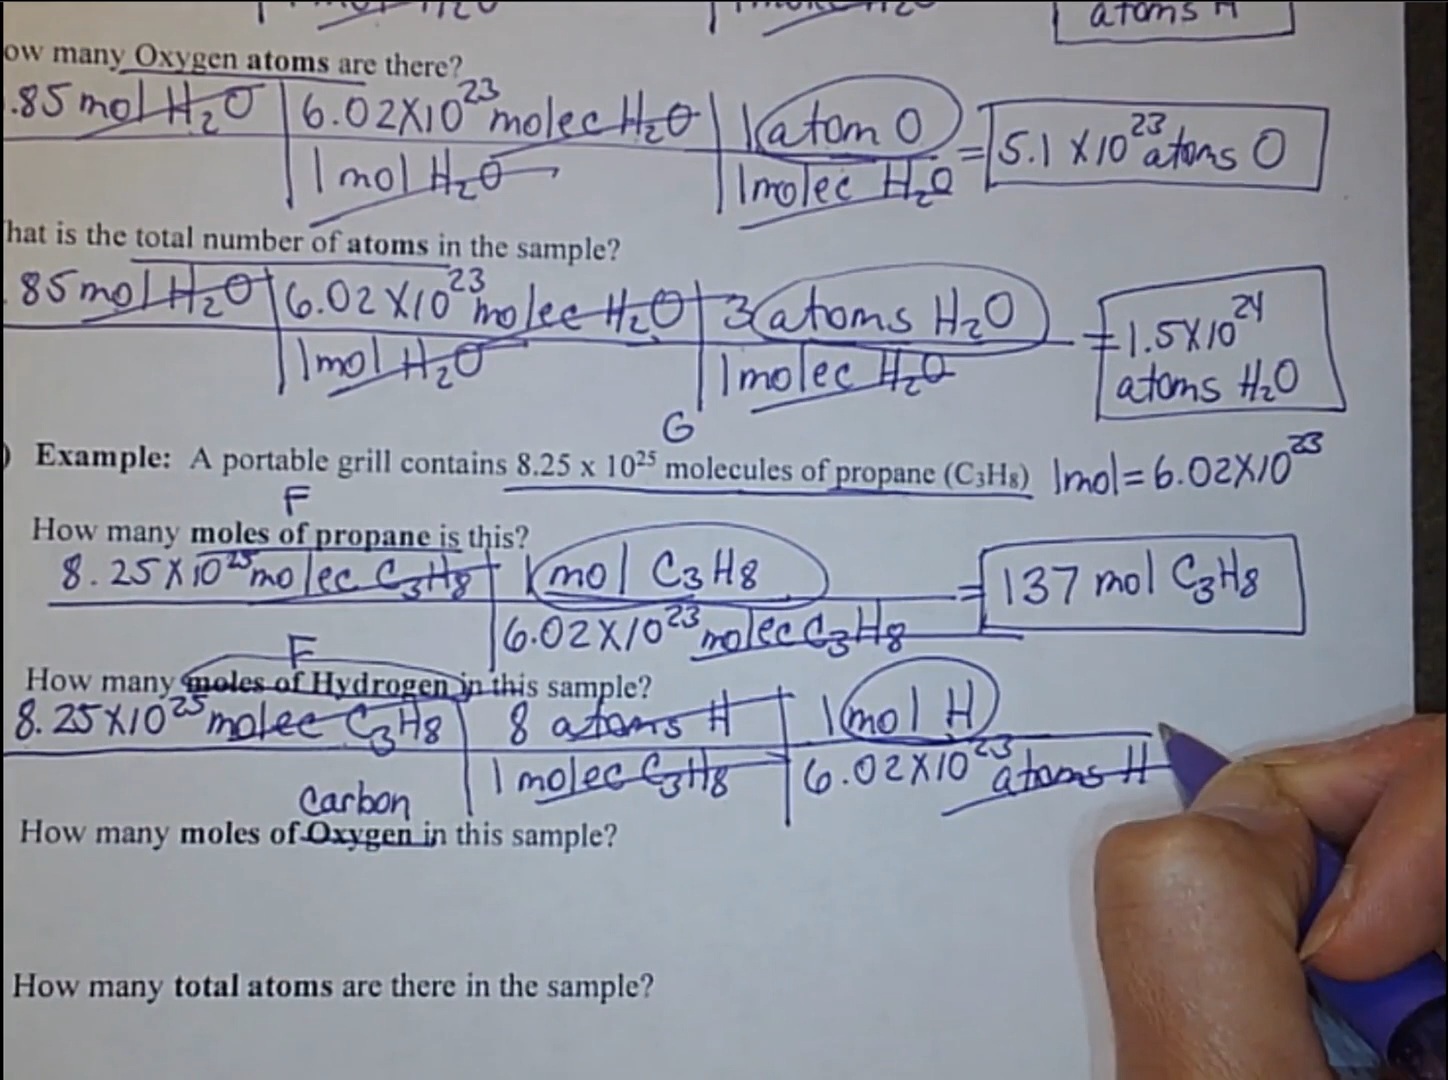 atoms H
ow many Oxygen atoms are there?
.85 mol H₂O | 6.02X10²³ molec H₂O | 1 atom O = 5.1 X10²³ atoms O
1 mol H₂O | 1 molec H₂O
hat is the total number of atoms in the sample?
.85 mol H₂O | 6.02 X10²³ molec H₂O | 3 atoms H₂O = 1.5X10²⁴
1 mol H₂O | 1 molec H₂O atoms H₂O
G
) Example: A portable grill contains 8.25 x 10²⁵ molecules of propane (C₃H₈) 1mol=6.02X10²³
F
How many moles of propane is this?
8.25X10²⁵ molec C₃H₈ | 1 mol C₃H₈ = 137 mol C₃H₈
6.02X10²³ molec C₃H₈
F
How many moles of Hydrogen in this sample?
8.25X10²⁵ molec C₃H₈ | 8 atoms H | 1 mol H
1 molec C₃H₈ | 6.02X10²³ atoms H
carbon
How many moles of Oxygen in this sample?
How many total atoms are there in the sample?